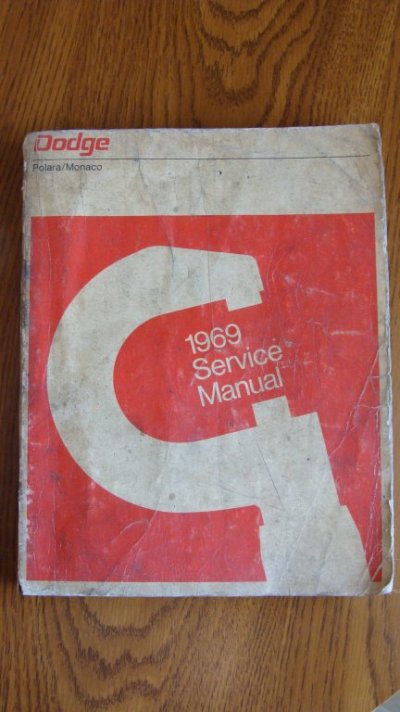 Dodge
Polara/Monaco
1969
Service
Manual